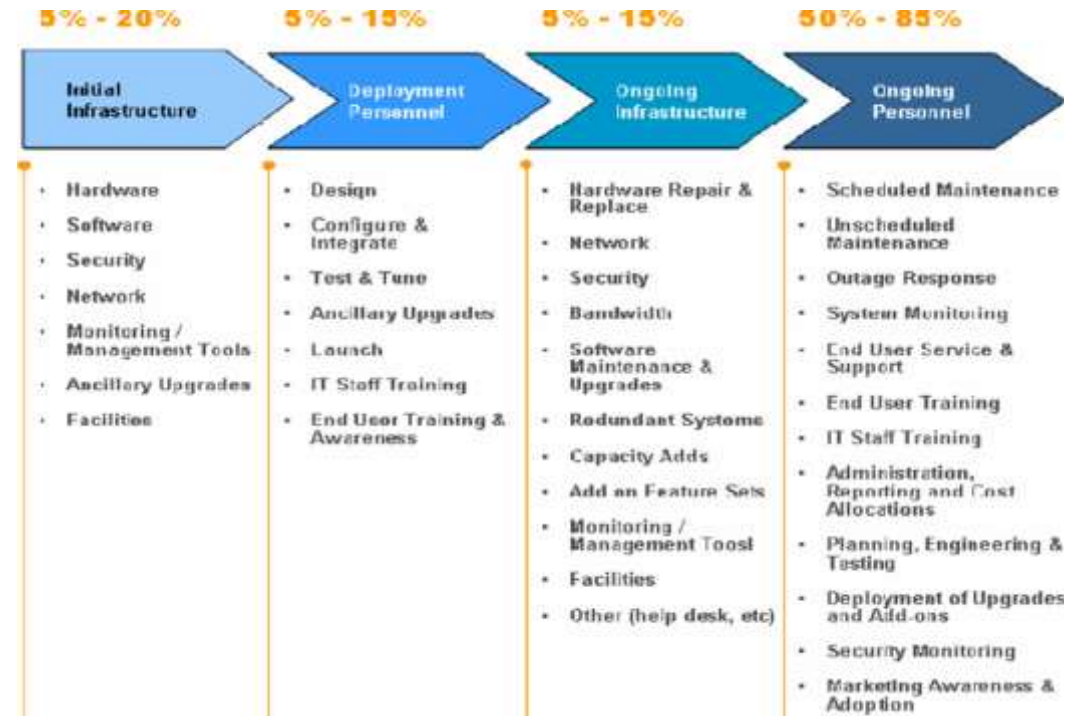 5% - 20%
5% - 15%
5% - 15%
50% - 85%
Initial
Infrastructure
Deployment
Personnel
Ongoing
Infrastructure
Ongoing
Personnel
• Hardware
• Software
• Security
• Network
• Monitoring /
Management Tools
• Ancillary Upgrades
• Facilities
• Design
• Configure &
Integrate
• Test & Tune
• Ancillary Upgrades
• Launch
• IT Staff Training
• End User Training &
Awareness
• Hardware Repair &
Replace
• Network
• Security
• Bandwidth
• Software
Maintenance &
Upgrades
• Redundant Systems
• Capacity Adds
• Add on Feature Sets
• Monitoring /
Management Toosl
• Facilities
• Other (help desk, etc)
• Scheduled Maintenance
• Unscheduled
Maintenance
• Outage Response
• System Monitoring
• End User Service &
Support
• End User Training
• IT Staff Training
• Administration,
Reporting and Cost
Allocations
• Planning, Engineering &
Testing
• Deployment of Upgrades
and Add-ons
• Security Monitoring
• Marketing Awareness &
Adoption